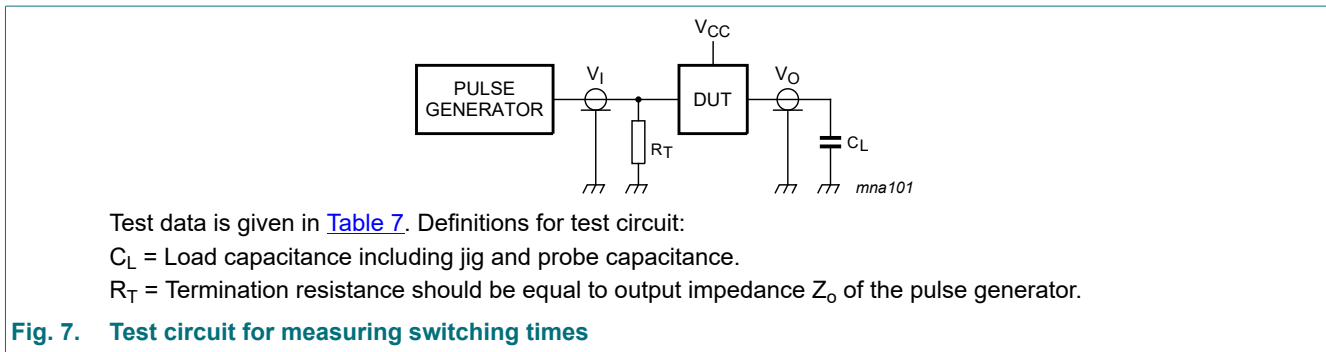 VCC
PULSE
GENERATOR
VI
DUT
VO
RT
CL
mna101
Test data is given in Table 7. Definitions for test circuit:
CL = Load capacitance including jig and probe capacitance.
RT = Termination resistance should be equal to output impedance Zo of the pulse generator.
Fig. 7. Test circuit for measuring switching times